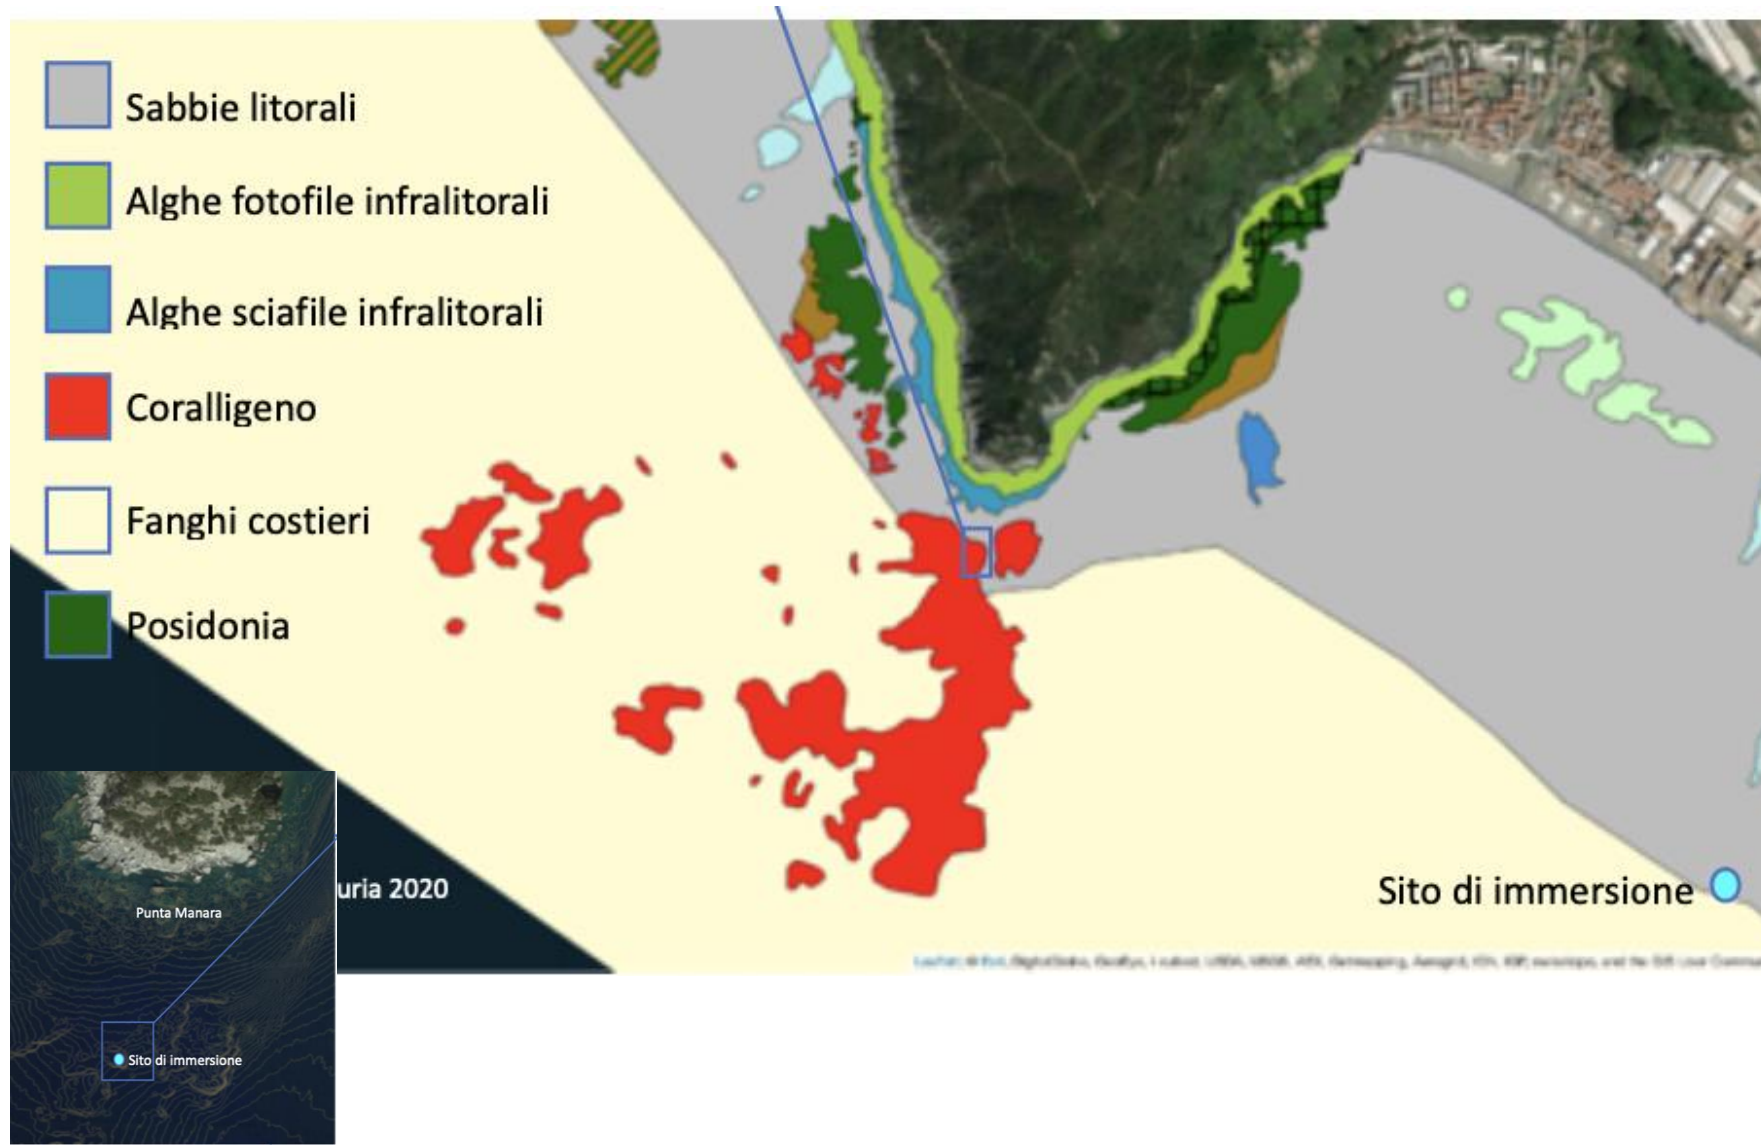 Sabbie litorali
Alghe fotofile infralitorali
Alghe sciafile infralitorali
Coralligeno
Fanghi costieri
Posidonia
uria 2020
Punta Manara
Sito di immersione
Sito di immersione